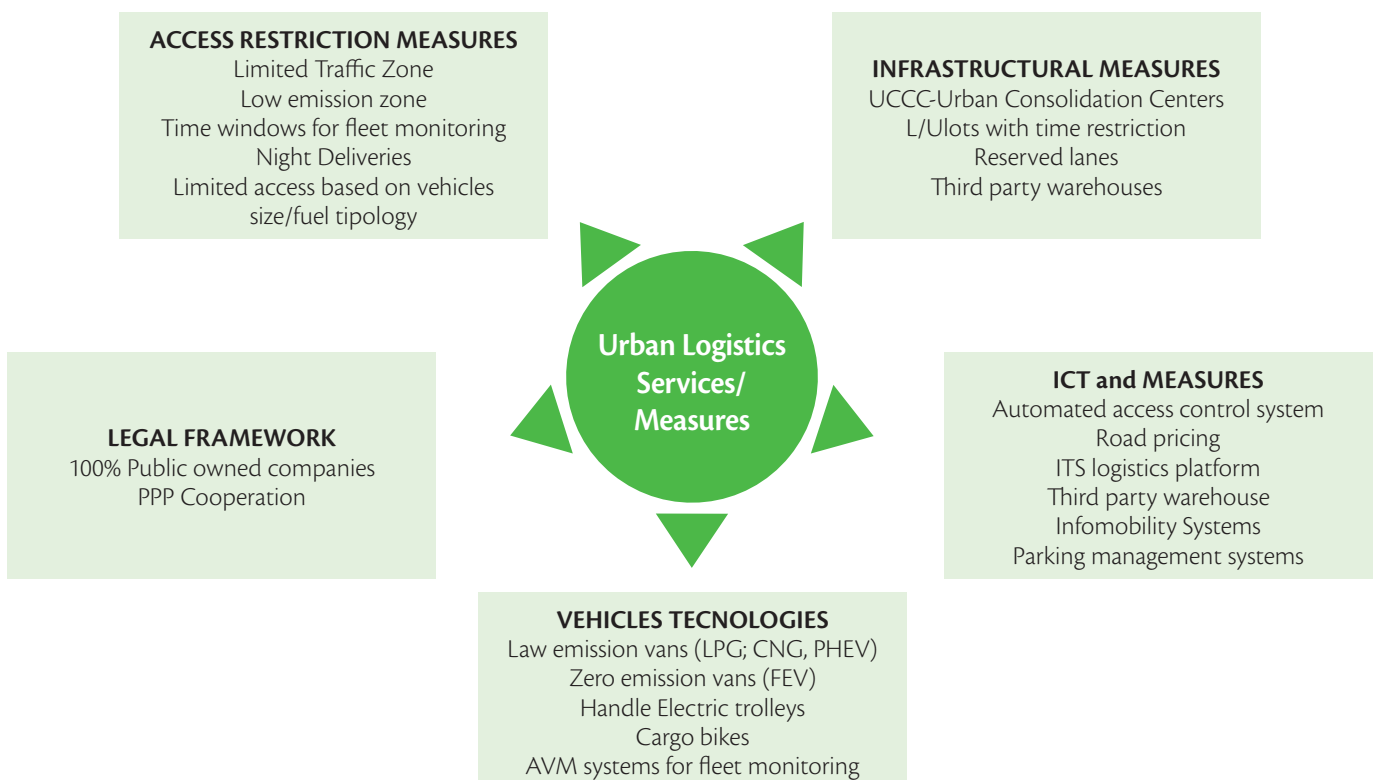 ACCESS RESTRICTION MEASURES
Limited Traffic Zone
Low emission zone
Time windows for fleet monitoring
Night Deliveries
Limited access based on vehicles
size/fuel tipology
INFRASTRUCTURAL MEASURES
UCCC-Urban Consolidation Centers
L/Ulots with time restriction
Reserved lanes
Third party warehouses
Urban Logistics
Services/
Measures
LEGAL FRAMEWORK
100% Public owned companies
PPP Cooperation
ICT and MEASURES
Automated access control system
Road pricing
ITS logistics platform
Third party warehouse
Infomobility Systems
Parking management systems
VEHICLES TECNOLOGIES
Law emission vans (LPG; CNG, PHEV)
Zero emission vans (FEV)
Handle Electric trolleys
Cargo bikes
AVM systems for fleet monitoring